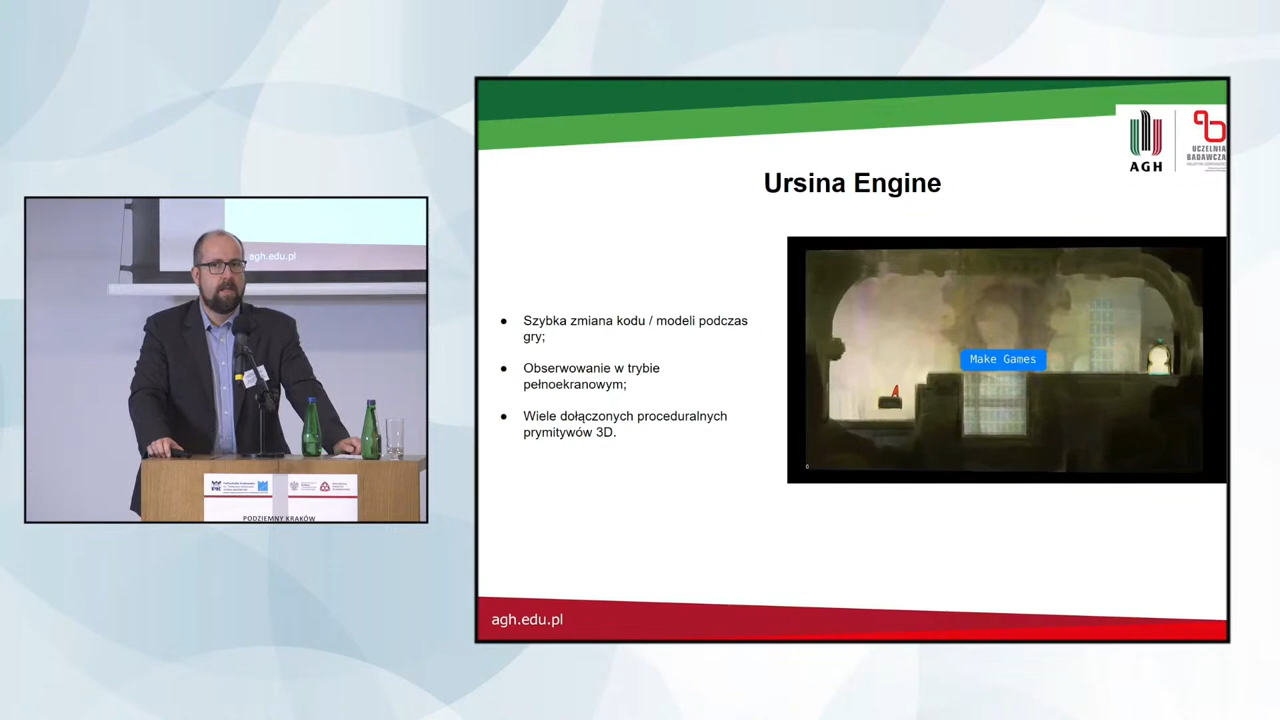 agh.edu.pl
PK
PODZIEMNY KRAKÓW
AGH
UCZELNIA
BADAWCZA
Ursina Engine
● Szybka zmiana kodu / modeli podczas
gry;
● Obserwowanie w trybie
pełnoekranowym;
● Wiele dołączonych proceduralnych
prymitywów 3D.
Make Games
agh.edu.pl